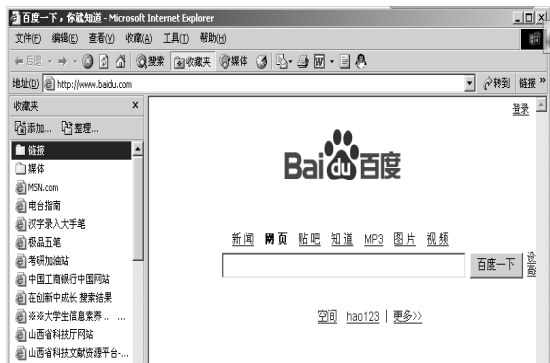 百度一下，你就知道 - Microsoft Internet Explorer
文件(F) 编辑(E) 查看(V) 收藏(A) 工具(T) 帮助(H)
后退 搜索 收藏夹 媒体
地址(D) http://www.baidu.com 转到 链接 »
收藏夹 x
添加... 整理...
链接
媒体
MSN.com
电台指南
汉字录入大手笔
极品五笔
考研加油站
中国工商银行中国网站
在创新中成长 搜索结果
※※大学生信息素养.. ...
山西省科技厅网站
山西省科技文献资源平台-...
登录
Bai du 百度
新闻 网页 贴吧 知道 MP3 图片 视频
百度一下 设
高
空间 hao123 | 更多>>